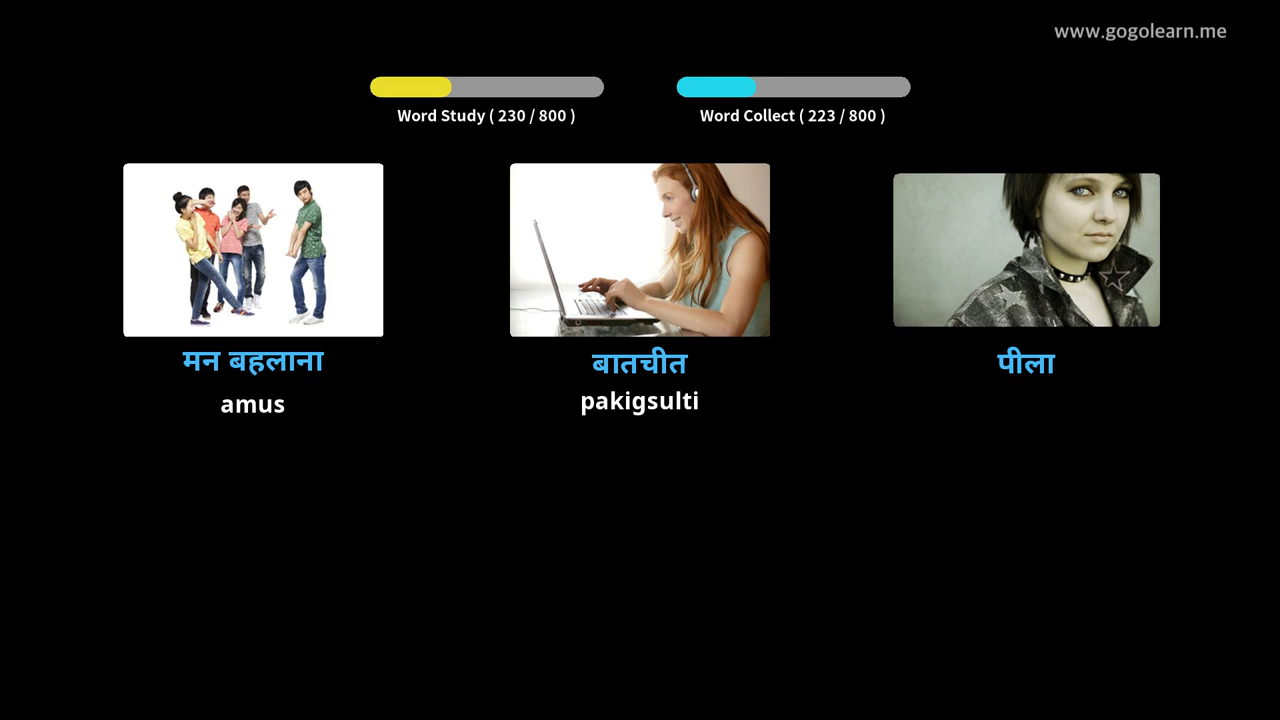 www.gogolearn.me
Word Study ( 230 / 800 )
Word Collect ( 223 / 800 )
मन बहलाना
बातचीत
पीला
amus
pakigsulti